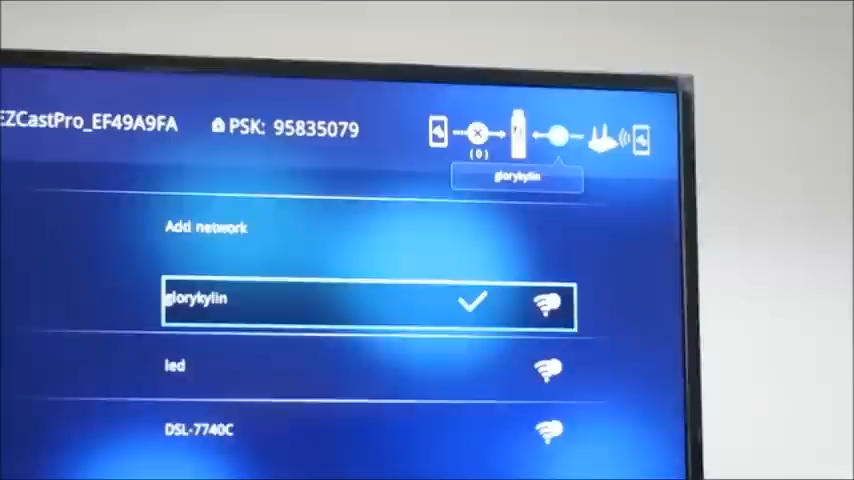 EZCastPro_EF49A9FA PSK: 95835079
(0)
glorykylin
Add network
glorykylin
led
DSL-7740C